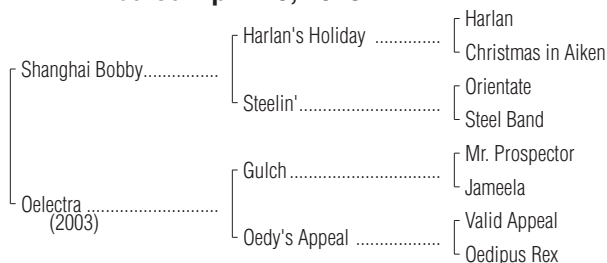 Harlan
Harlan's Holiday ................
Christmas in Aiken
Shanghai Bobby................
Orientate
Steelin'..............................
Steel Band
Mr. Prospector
Gulch................................
Jameela
Oelectra ............................
(2003)
Valid Appeal
Oedy's Appeal ..................
Oedipus Rex